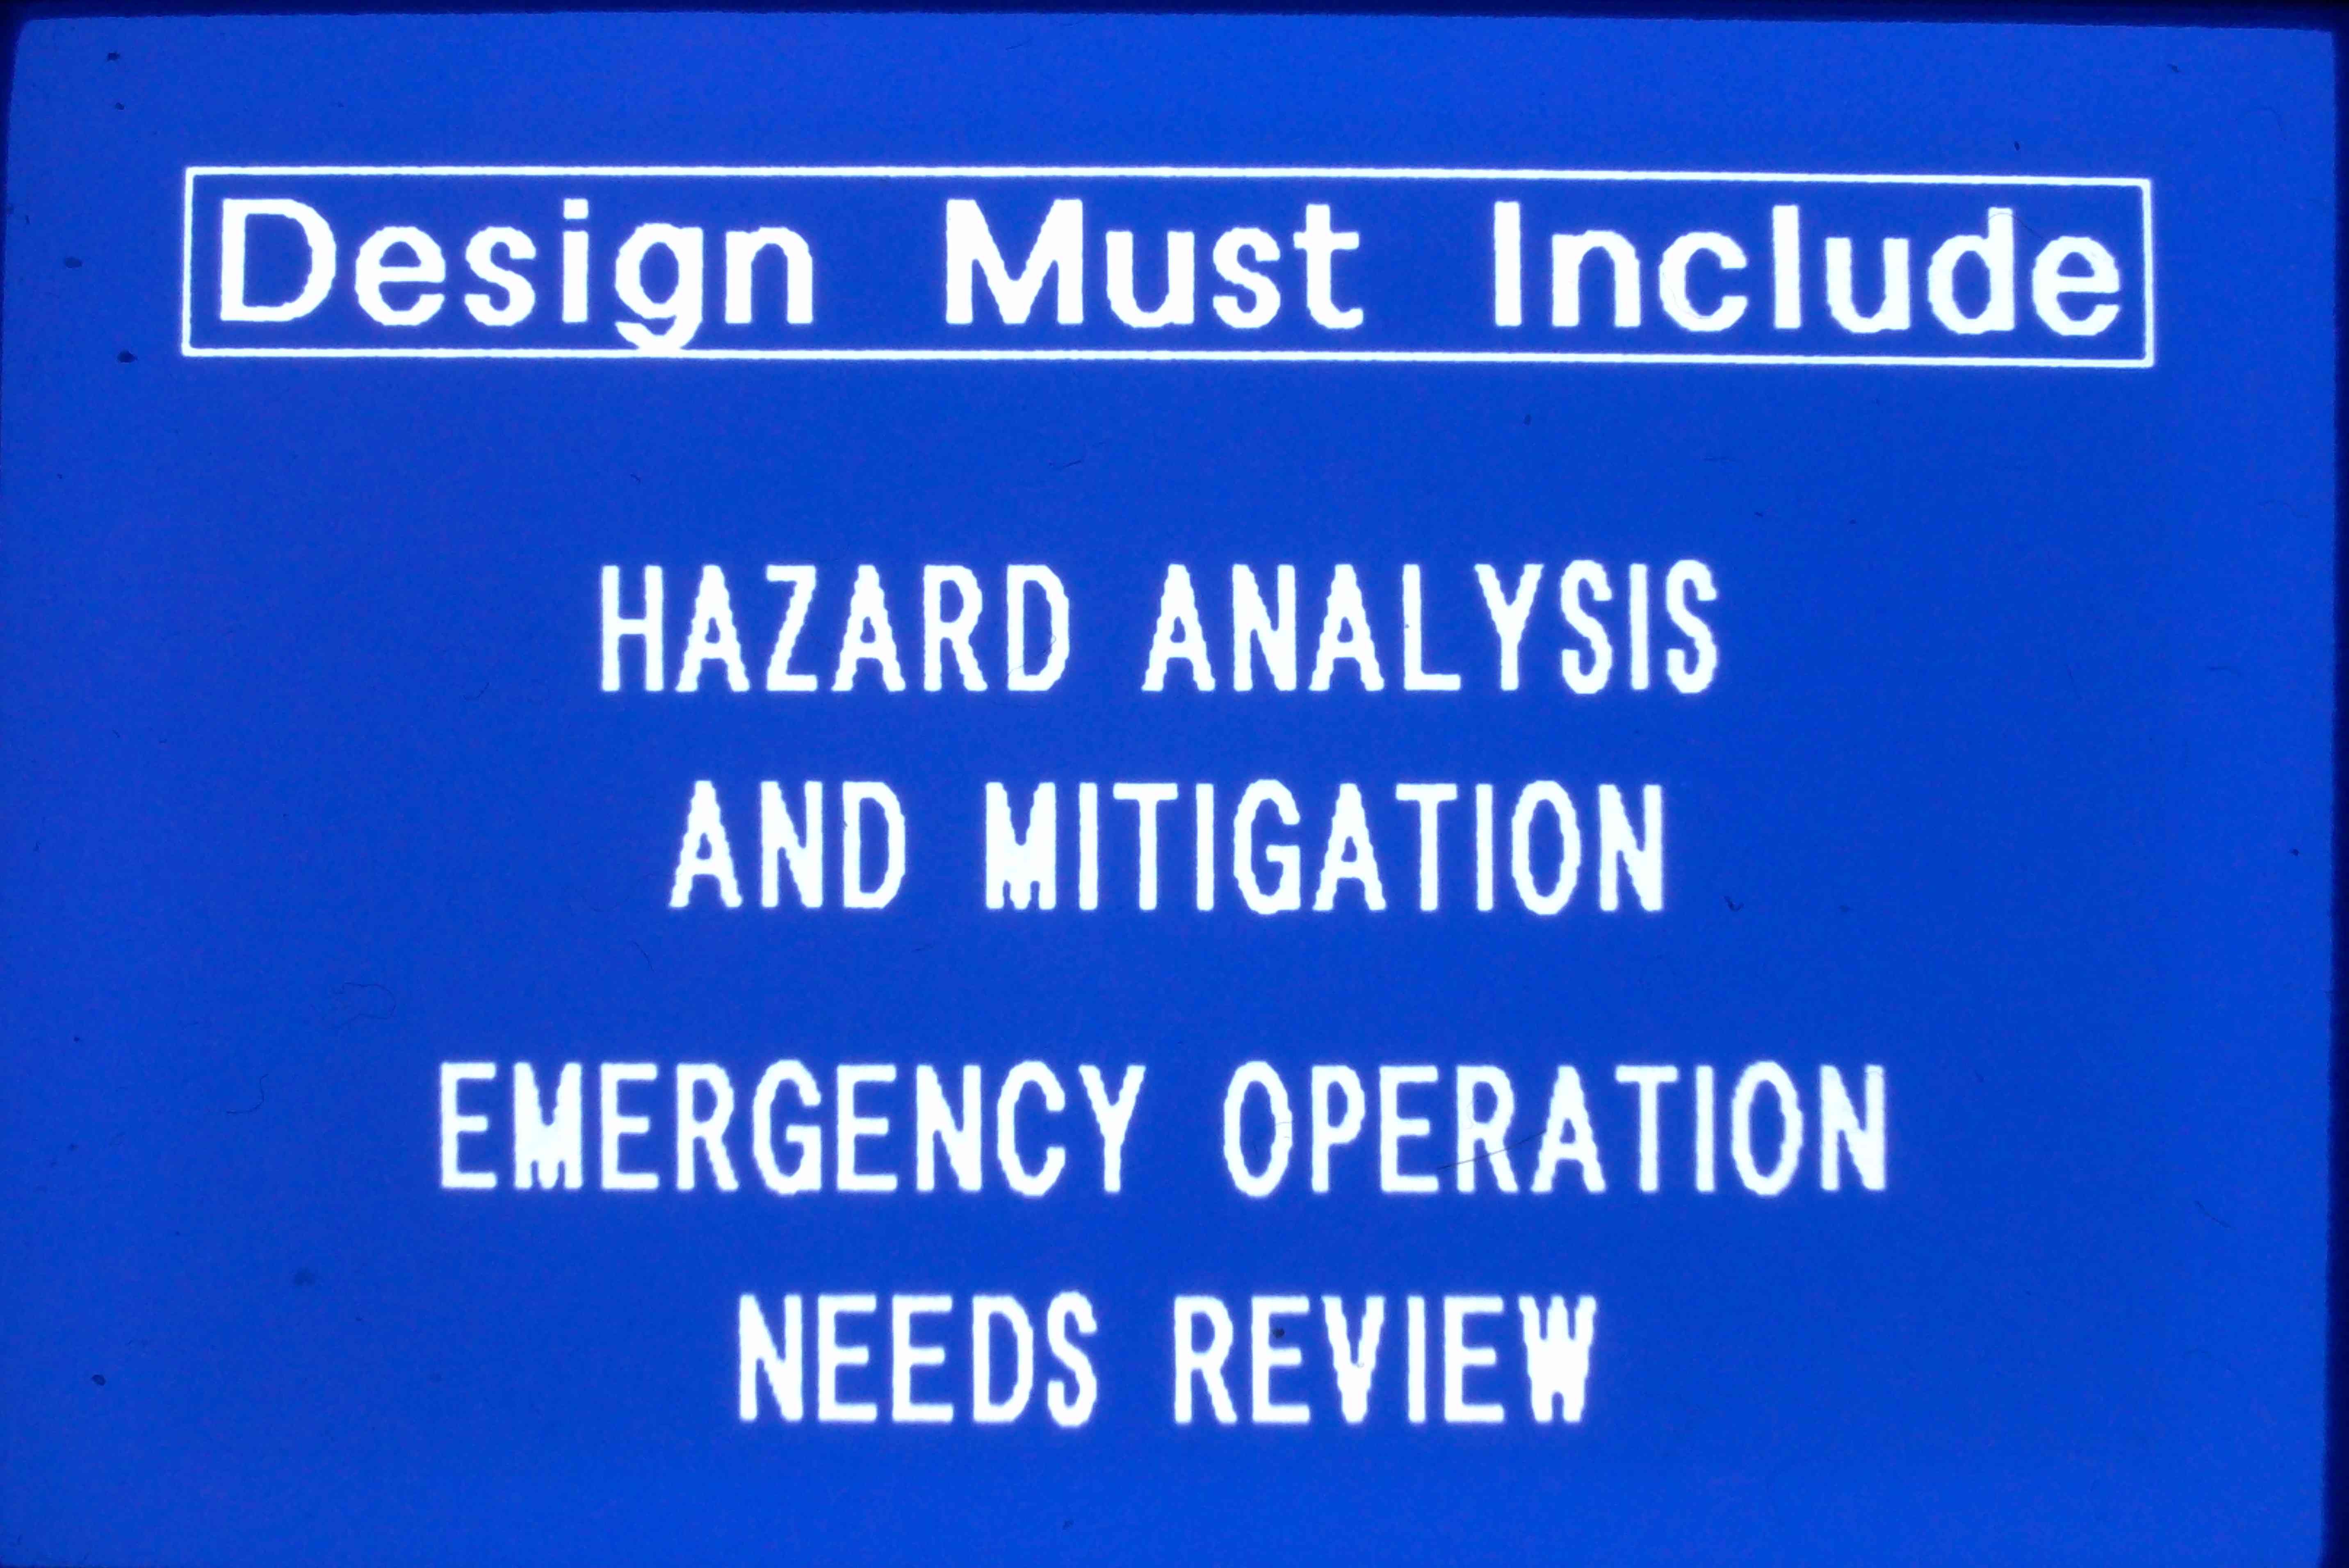 Design Must Include
HAZARD ANALYSIS
AND MITIGATION
EMERGENCY OPERATION
NEEDS REVIEW